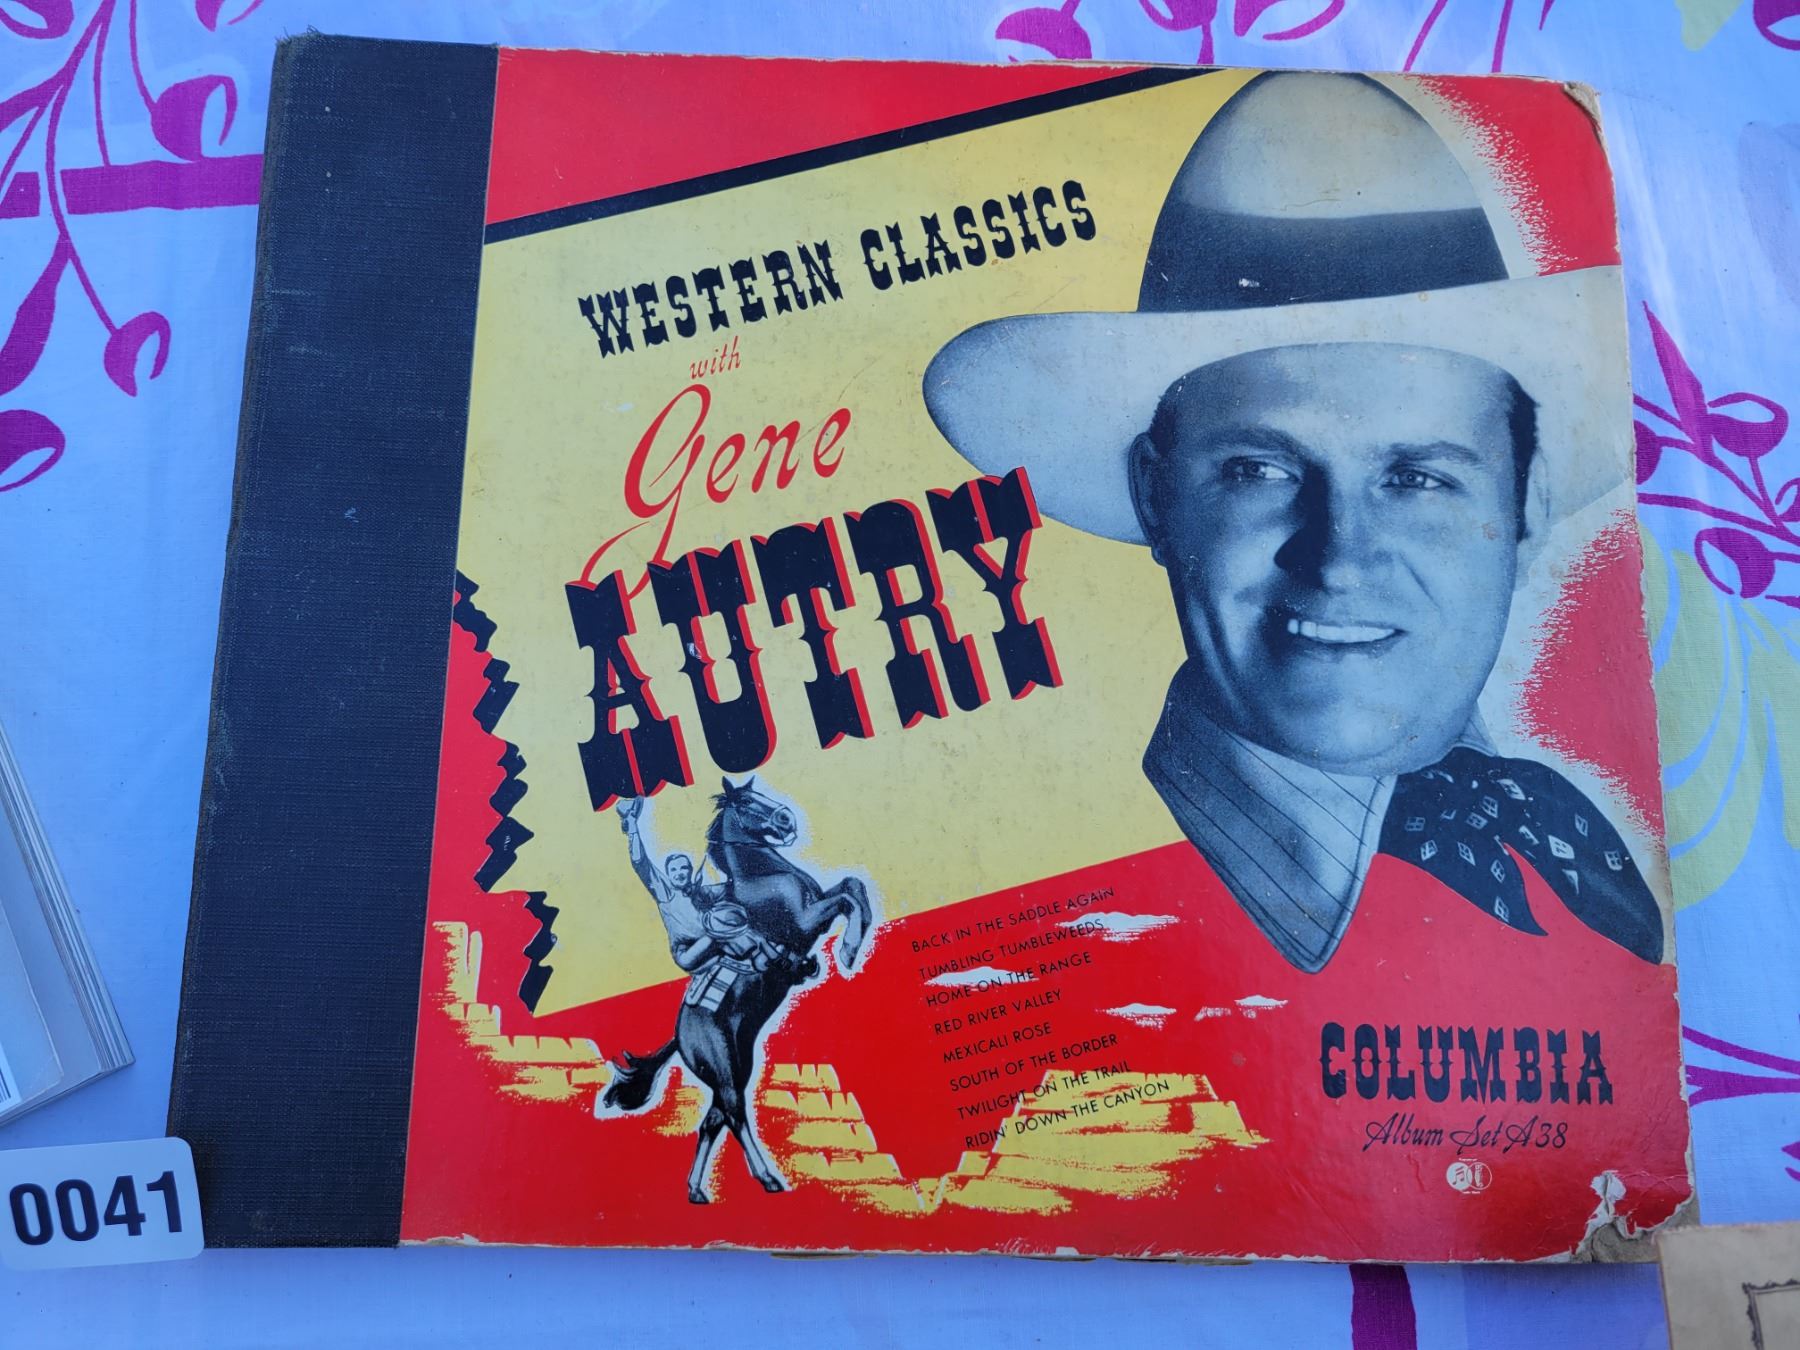 WESTERN CLASSICS
with
Gene
AUTRY
BACK IN THE SADDLE AGAIN
TUMBLING TUMBLEWEEDS
HOME ON THE RANGE
RED RIVER VALLEY
MEXICALI ROSE
SOUTH OF THE BORDER
TWILIGHT ON THE TRAIL
RIDIN' DOWN THE CANYON
COLUMBIA
Album Set A38
0041